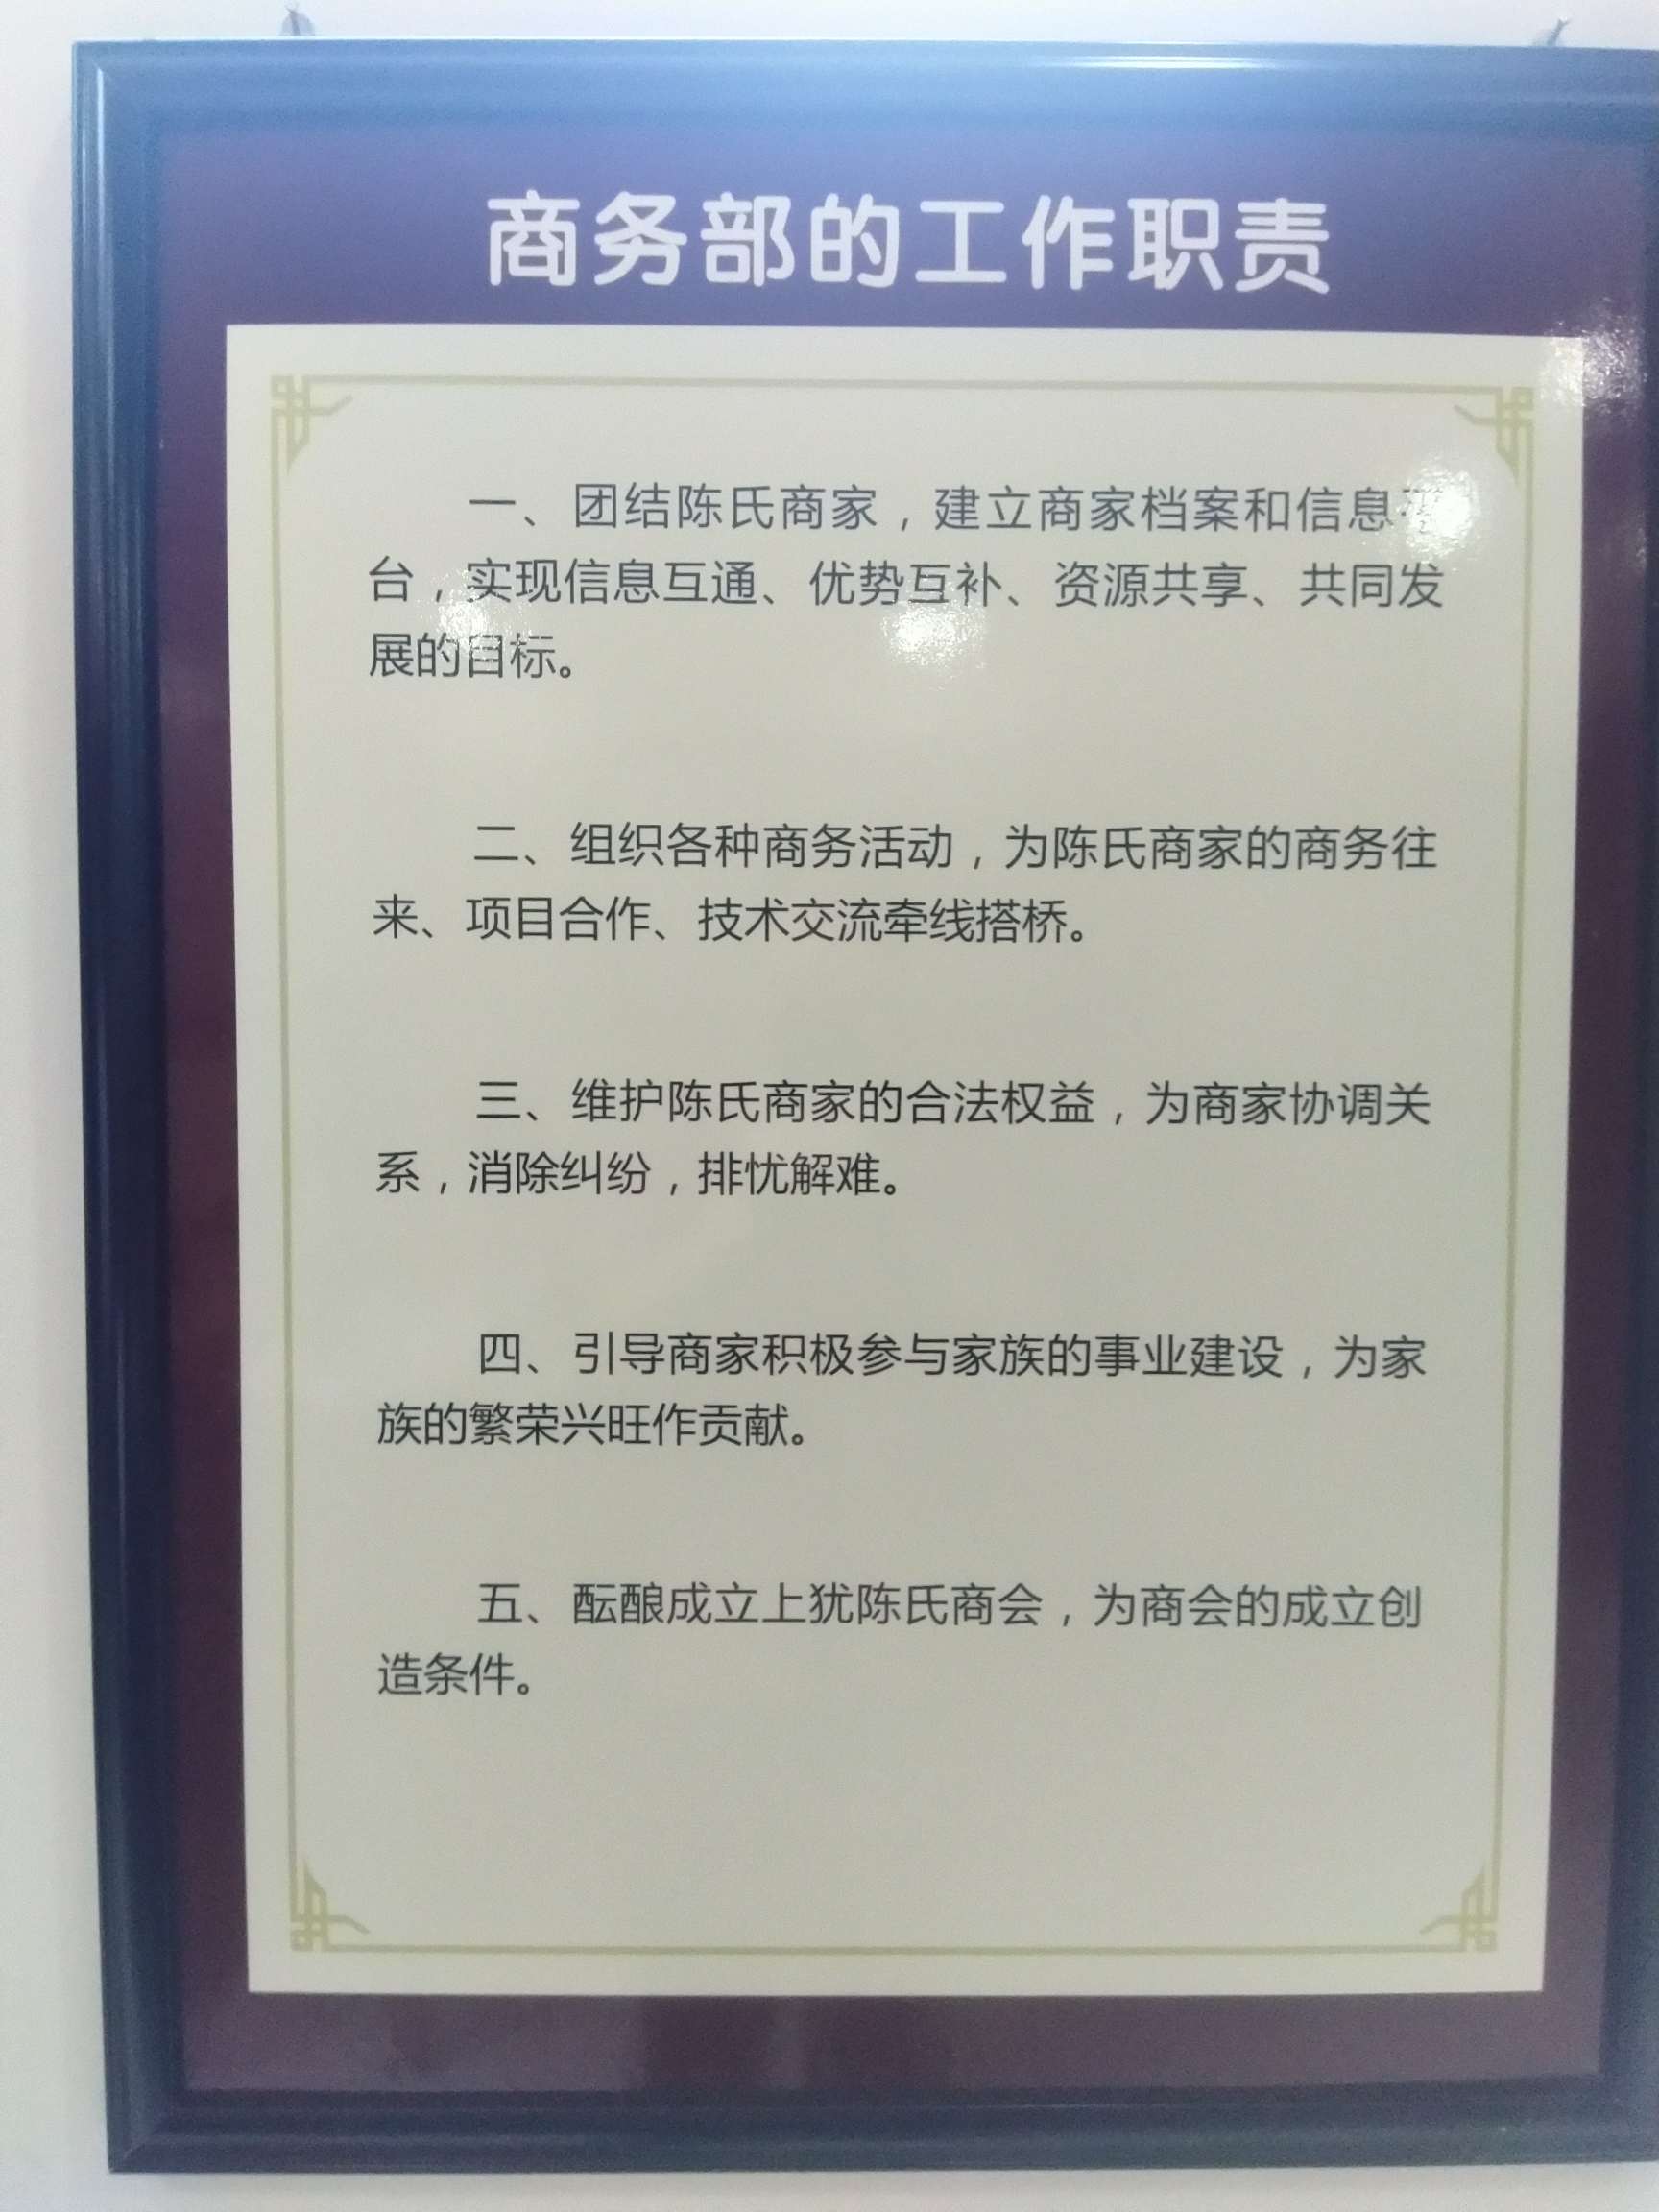 商务部的工作职责
一、团结陈氏商家，建立商家档案和信息平
台，实现信息互通、优势互补、资源共享、共同发
展的目标。
二、组织各种商务活动，为陈氏商家的商务往
来、项目合作、技术交流牵线搭桥。
三、维护陈氏商家的合法权益，为商家协调关
系，消除纠纷，排忧解难。
四、引导商家积极参与家族的事业建设，为家
族的繁荣兴旺作贡献。
五、酝酿成立上犹陈氏商会，为商会的成立创
造条件。